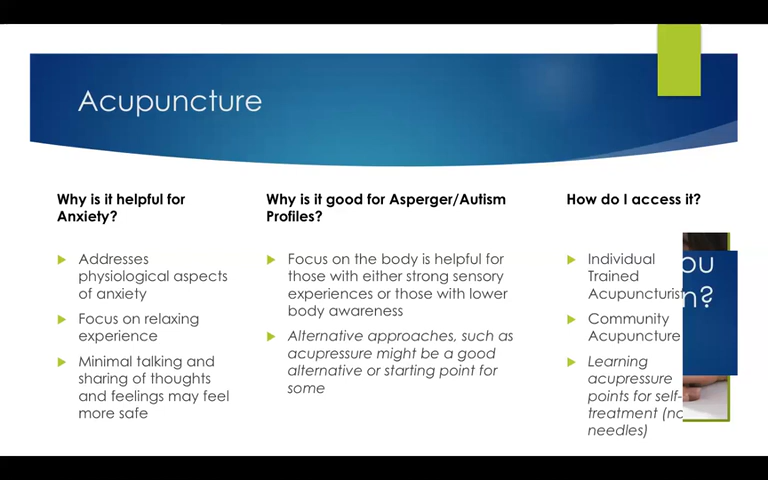 Acupuncture
Why is it helpful for
Anxiety?
Addresses
physiological aspects
of anxiety
Focus on relaxing
experience
Minimal talking and
sharing of thoughts
and feelings may feel
more safe
Why is it good for Asperger/Autism
Profiles?
Focus on the body is helpful for
those with either strong sensory
experiences or those with lower
body awareness
Alternative approaches, such as
acupressure might be a good
alternative or starting point for
some
How do I access it?
Individual
Trained
Acupuncturist
Community
Acupuncture
Learning
acupressure
points for self-
treatment (no
needles)